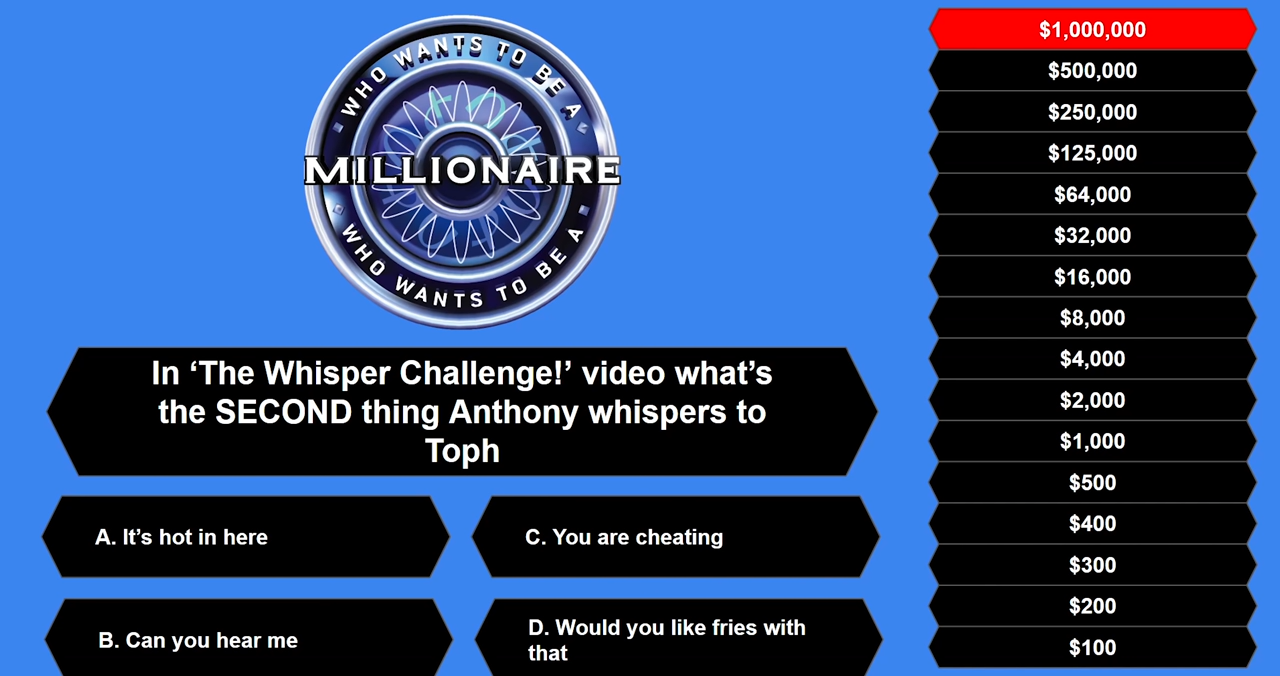 WHO WANTS TO BE A
MILLIONAIRE
WHO WANTS TO BE A
In ‘The Whisper Challenge!’ video what’s
the SECOND thing Anthony whispers to
Toph
A. It’s hot in here
C. You are cheating
B. Can you hear me
D. Would you like fries with
that
$1,000,000
$500,000
$250,000
$125,000
$64,000
$32,000
$16,000
$8,000
$4,000
$2,000
$1,000
$500
$400
$300
$200
$100